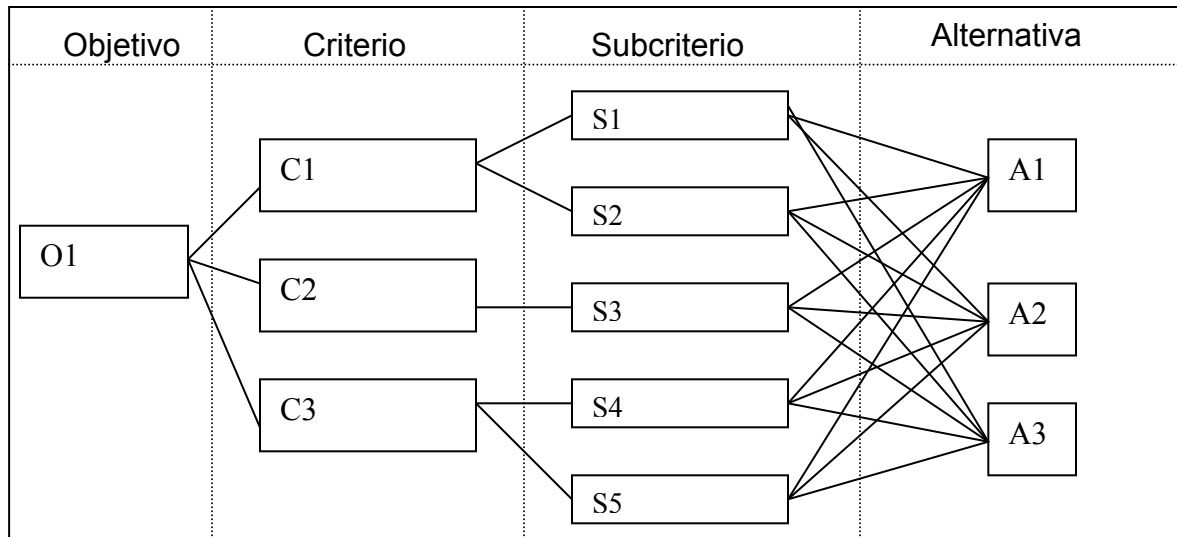 Objetivo
Criterio
Subcriterio
Alternativa
O1
C1
C2
C3
S1
S2
S3
S4
S5
A1
A2
A3